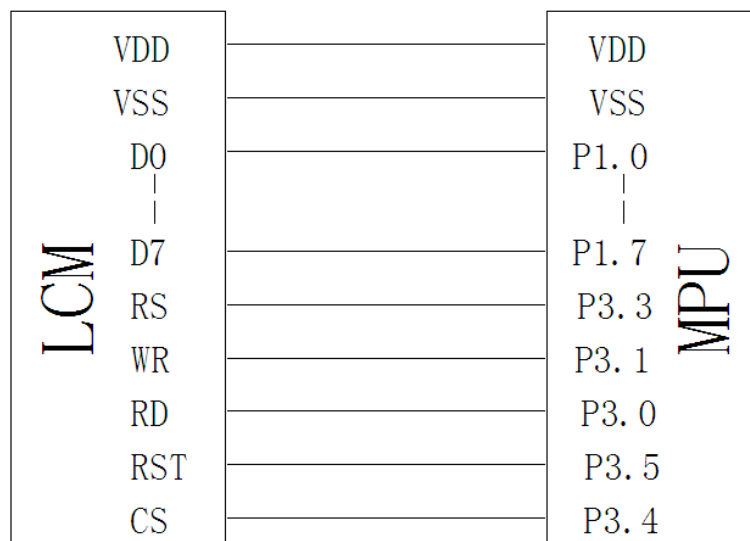 VDD VDD
VSS VSS
D0 P1.0
D7 P1.7
RS P3.3
WR P3.1
RD P3.0
RST P3.5
CS P3.4
LCM
MPU